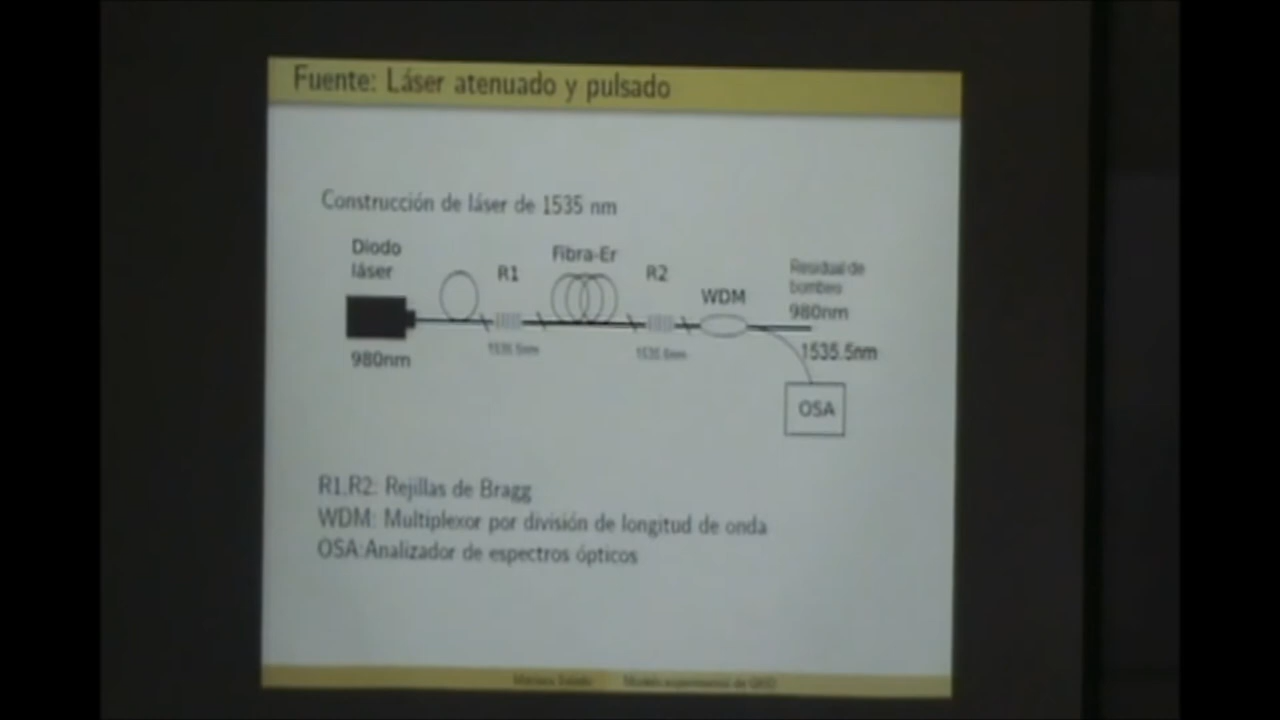 Fuente: Láser atenuado y pulsado
Construcción de láser de 1535 nm
Diodo
láser
R1
Fibra-Er
R2
WDM
Residual de
bombeo
980nm
980nm
1535.5nm
1535.5nm
1535.5nm
OSA
R1,R2: Rejillas de Bragg
WDM: Multiplexor por división de longitud de onda
OSA:Analizador de espectros ópticos